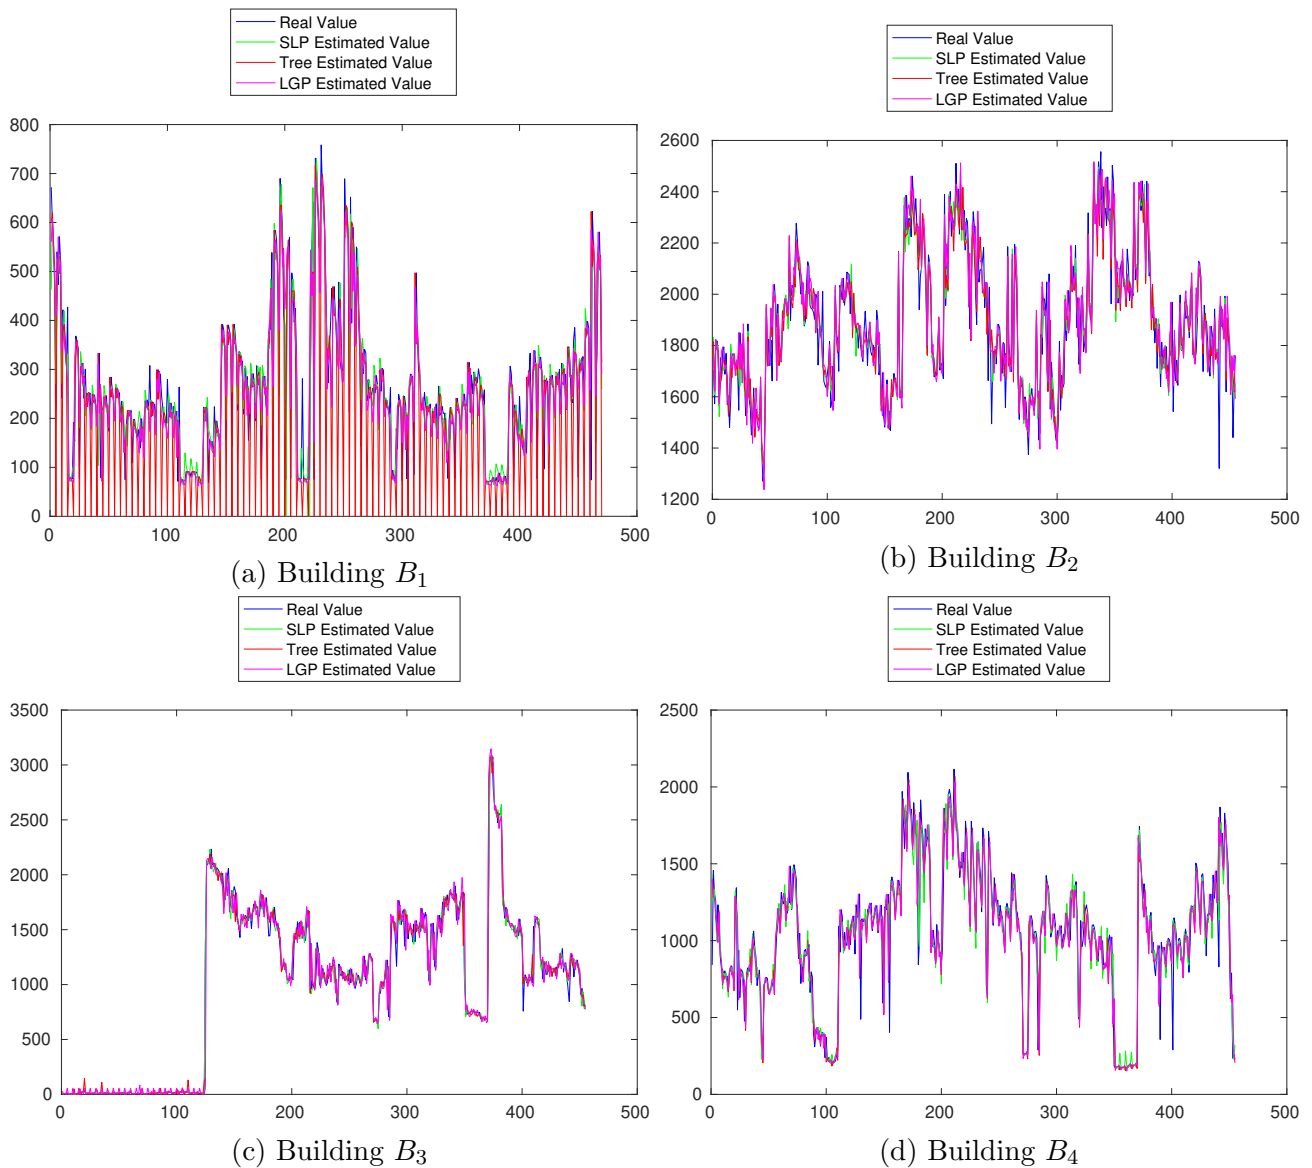 Real Value
SLP Estimated Value
Tree Estimated Value
LGP Estimated Value
800
700
600
500
400
300
200
100
0
0 100 200 300 400 500
(a) Building B1
Real Value
SLP Estimated Value
Tree Estimated Value
LGP Estimated Value
2600
2400
2200
2000
1800
1600
1400
1200
0 100 200 300 400 500
(b) Building B2
Real Value
SLP Estimated Value
Tree Estimated Value
LGP Estimated Value
3500
3000
2500
2000
1500
1000
500
0
0 100 200 300 400 500
(c) Building B3
Real Value
SLP Estimated Value
Tree Estimated Value
LGP Estimated Value
2500
2000
1500
1000
500
0
0 100 200 300 400 500
(d) Building B4